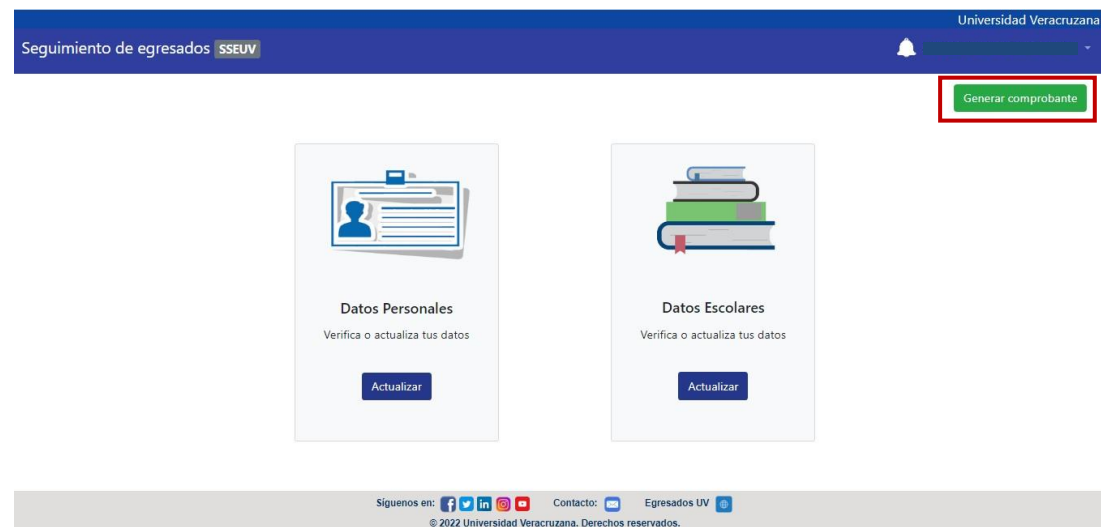 Universidad Veracruzana
Seguimiento de egresados SSEUV
Generar comprobante
Datos Personales
Verifica o actualiza tus datos
Actualizar
Datos Escolares
Verifica o actualiza tus datos
Actualizar
Síguenos en: Contacto: Egresados UV
© 2022 Universidad Veracruzana. Derechos reservados.